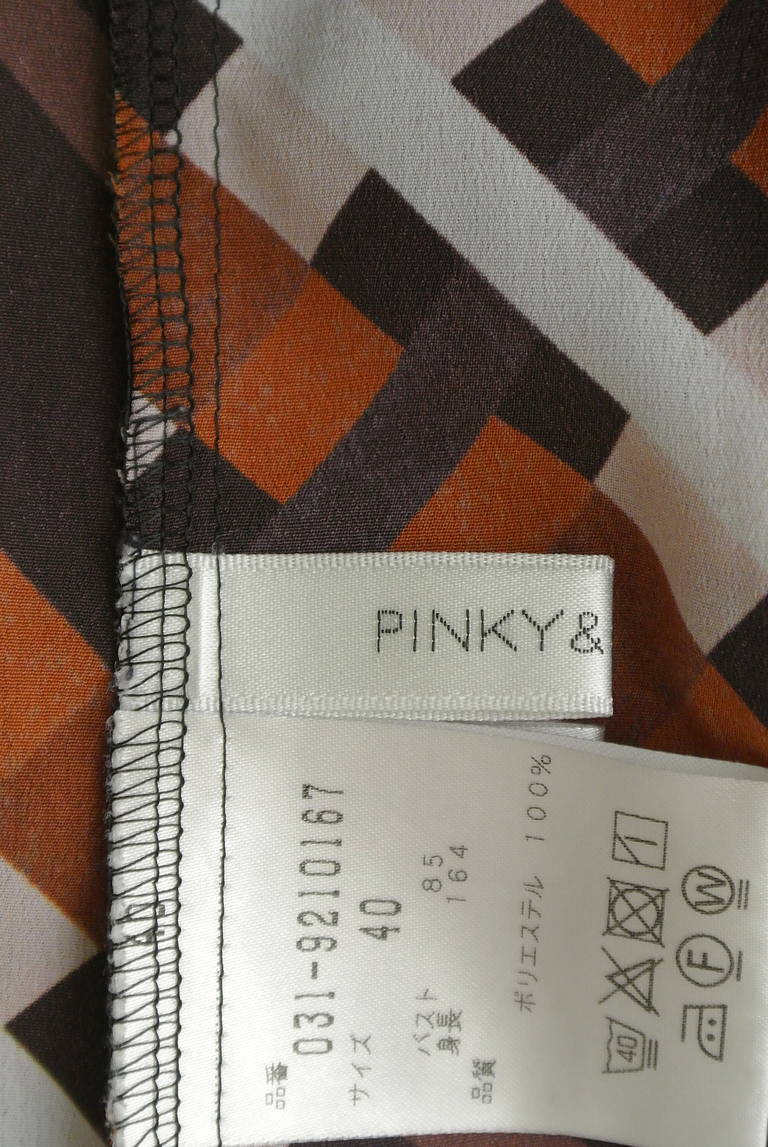 PINKY&
品番 031-9210167
サイズ 40
バスト 85
身長 164
品質 ポリエステル 100%
40
W
F